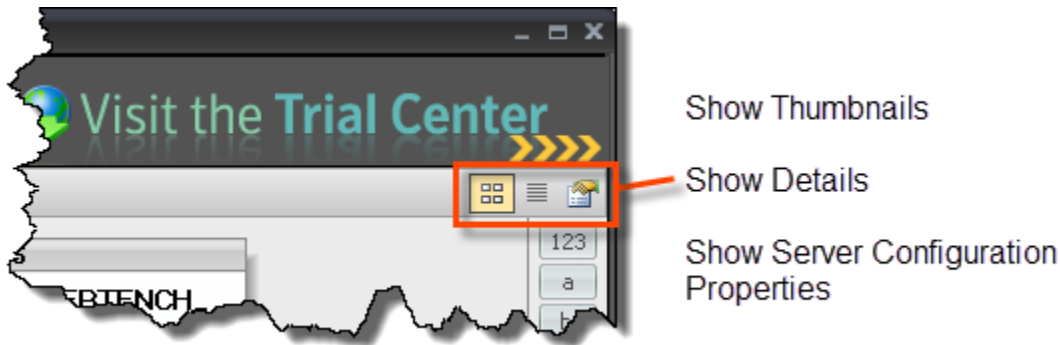 Visit the Trial Center
Show Thumbnails
Show Details
123
Show Server Configuration
Properties
a